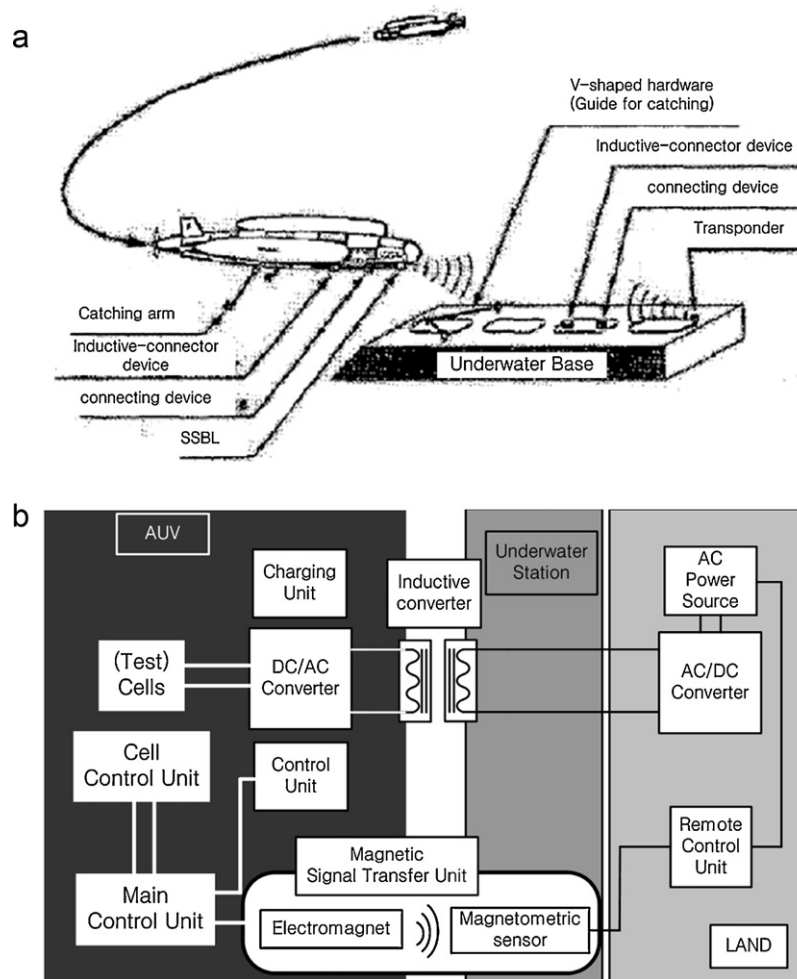 a
V-shaped hardware
(Guide for catching)
Inductive-connector device
connecting device
Transponder
Catching arm
Inductive-connector
device
connecting device
SSBL
Underwater Base
b
AUV
Charging
Unit
Inductive
converter
Underwater
Station
AC
Power
Source
(Test)
Cells
DC/AC
Converter
AC/DC
Converter
Cell
Control Unit
Control
Unit
Magnetic
Signal Transfer Unit
Remote
Control
Unit
Main
Control Unit
Electromagnet
Magnetometric
sensor
LAND